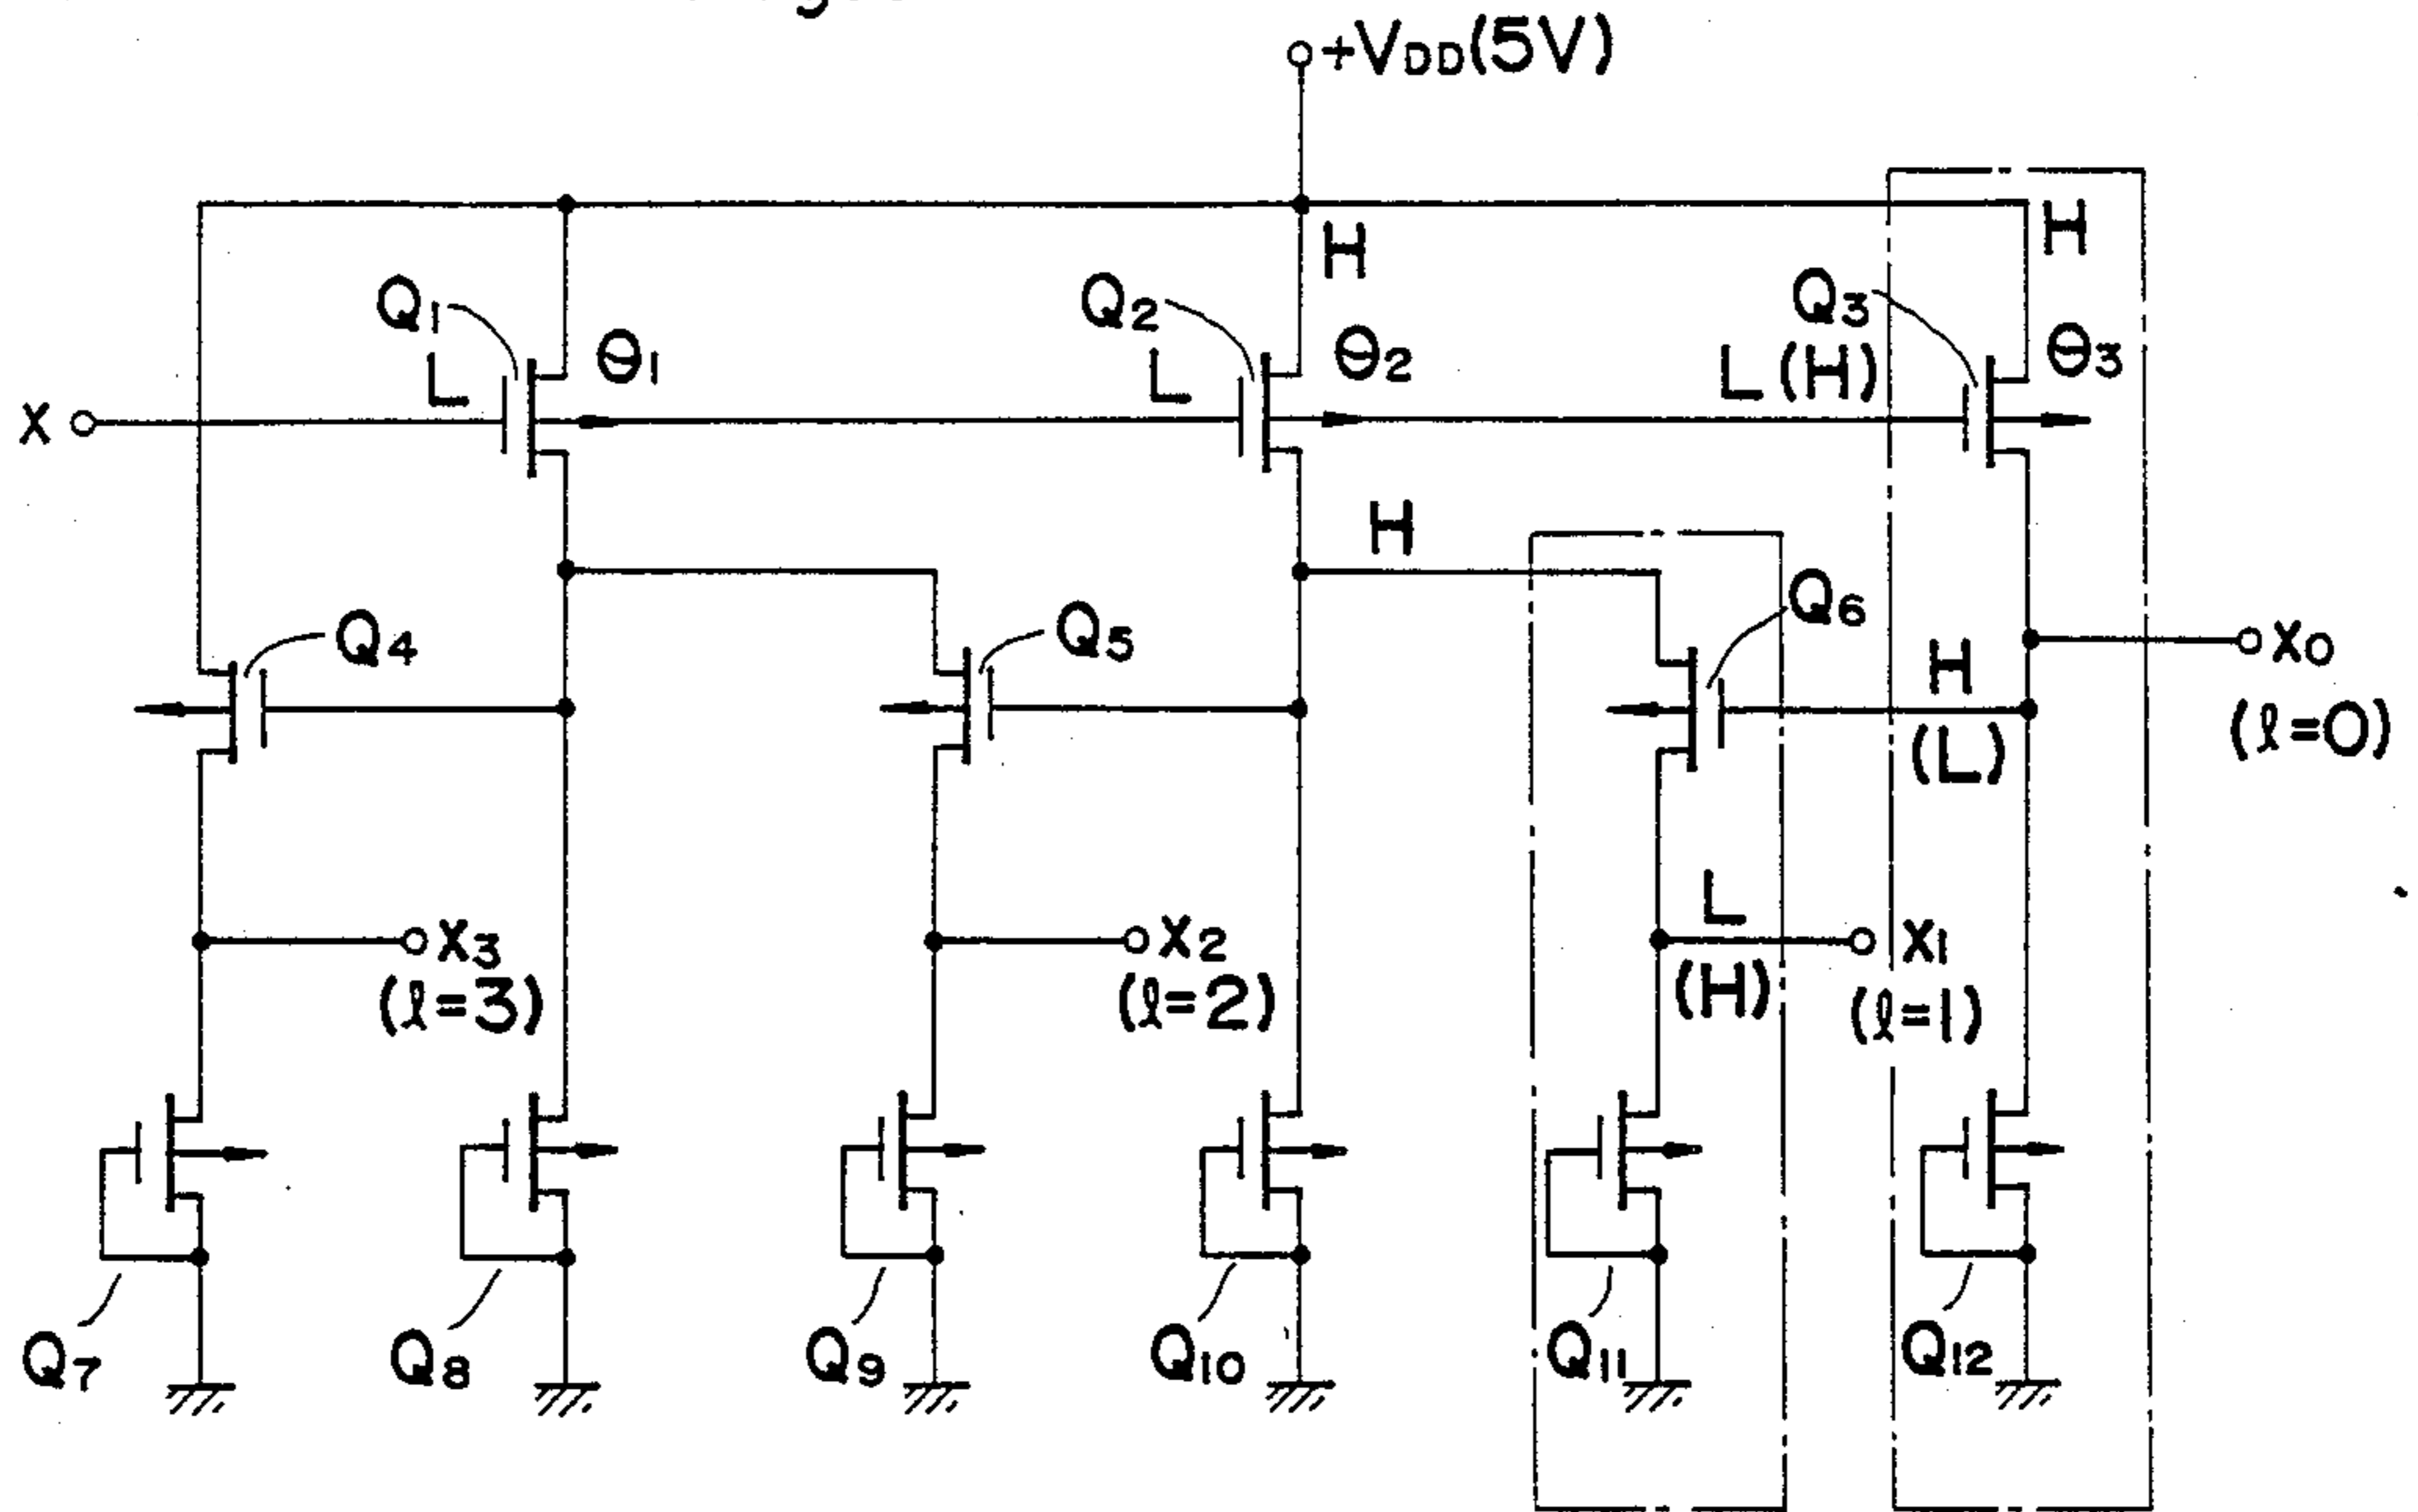 +VDD(5V)
H
H
Q1
Q2
Q3
L
θ1
L
θ2
L(H)
θ3
X
H
Q4
Q5
Q6
H
(L)
X0
(ℓ=0)
X3
(ℓ=3)
X2
(ℓ=2)
L
(H)
X1
(ℓ=1)
Q7
Q8
Q9
Q10
Q11
Q12